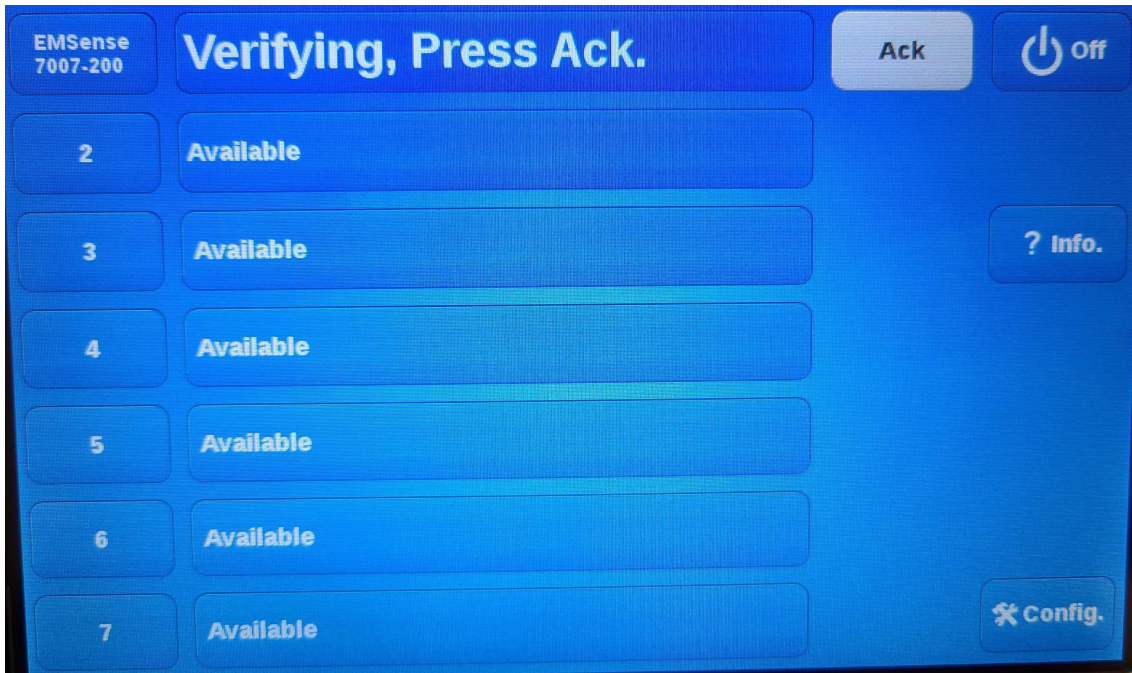 EMSense
7007-200
Verifying, Press Ack.
Ack
Off
2
Available
3
Available
? Info.
4
Available
5
Available
6
Available
7
Available
Config.